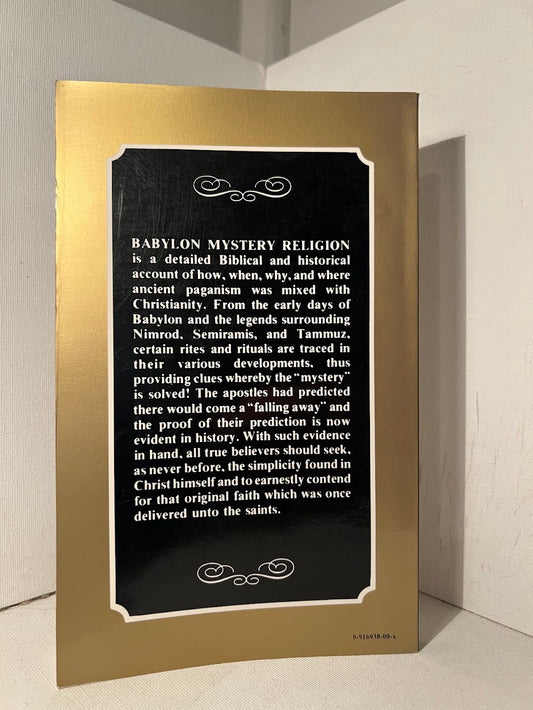 BABYLON MYSTERY RELIGION
is a detailed Biblical and historical
account of how, when, why, and where
ancient paganism was mixed with
Christianity. From the early days of
Babylon and the legends surrounding
Nimrod, Semiramis, and Tammuz,
certain rites and rituals are traced in
their various developments, thus
providing clues whereby the "mystery"
is solved! The apostles had predicted
there would come a "falling away" and
the proof of their prediction is now
evident in history. With such evidence
in hand, all true believers should seek,
as never before, the simplicity found in
Christ himself and to earnestly contend
for that original faith which was once
delivered unto the saints.
0-916938-00-x